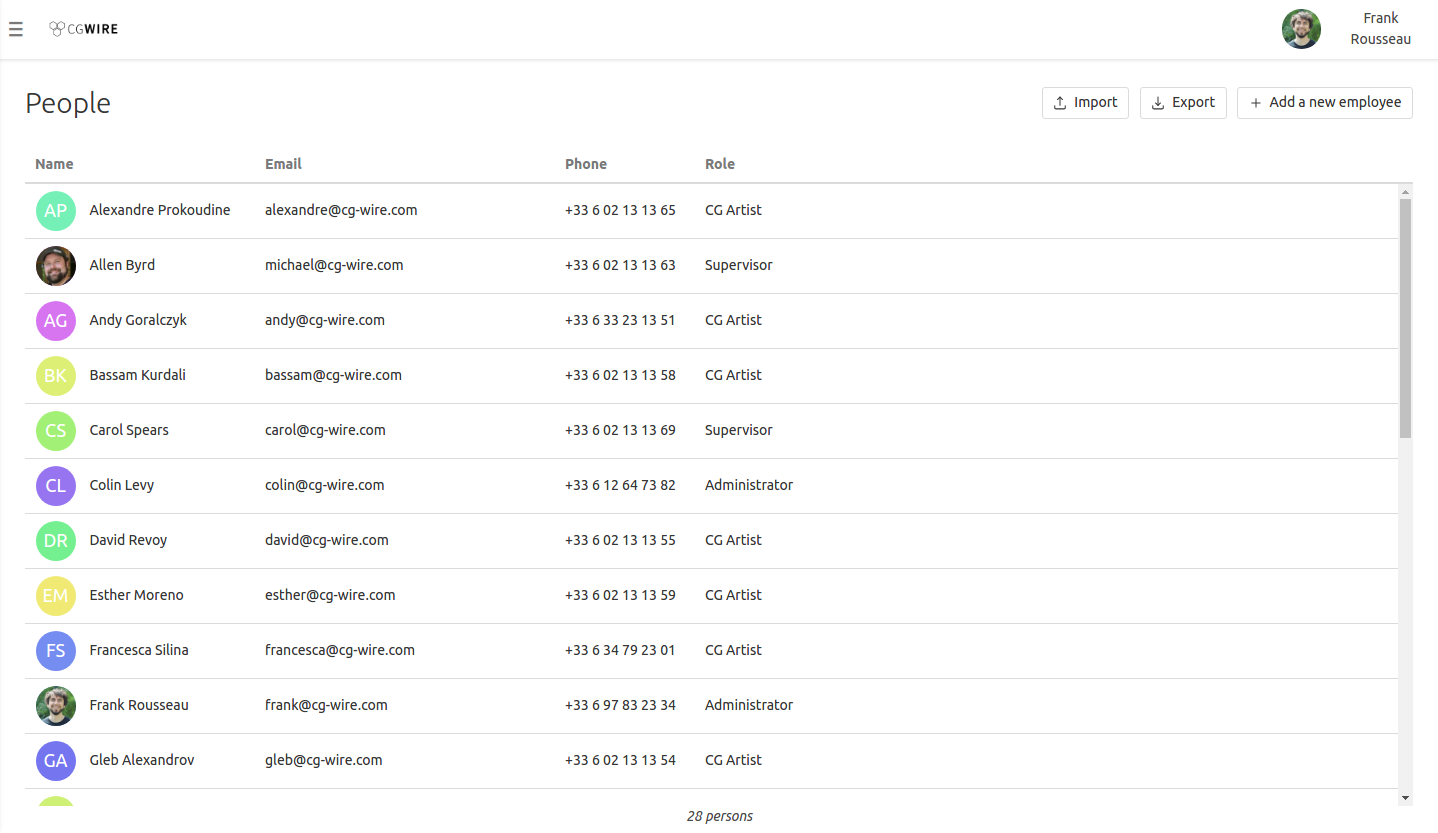 CGWIRE
Frank
Rousseau
People
Import
Export
+ Add a new employee
Name Email Phone Role
AP Alexandre Prokoudine alexandre@cg-wire.com +33 6 02 13 13 65 CG Artist
Allen Byrd michael@cg-wire.com +33 6 02 13 13 63 Supervisor
AG Andy Goralczyk andy@cg-wire.com +33 6 33 23 13 51 CG Artist
BK Bassam Kurdali bassam@cg-wire.com +33 6 02 13 13 58 CG Artist
CS Carol Spears carol@cg-wire.com +33 6 02 13 13 69 Supervisor
CL Colin Levy colin@cg-wire.com +33 6 12 64 73 82 Administrator
DR David Revoy david@cg-wire.com +33 6 02 13 13 55 CG Artist
EM Esther Moreno esther@cg-wire.com +33 6 02 13 13 59 CG Artist
FS Francesca Silina francesca@cg-wire.com +33 6 34 79 23 01 CG Artist
Frank Rousseau frank@cg-wire.com +33 6 97 83 23 34 Administrator
GA Gleb Alexandrov gleb@cg-wire.com +33 6 02 13 13 54 CG Artist
28 persons